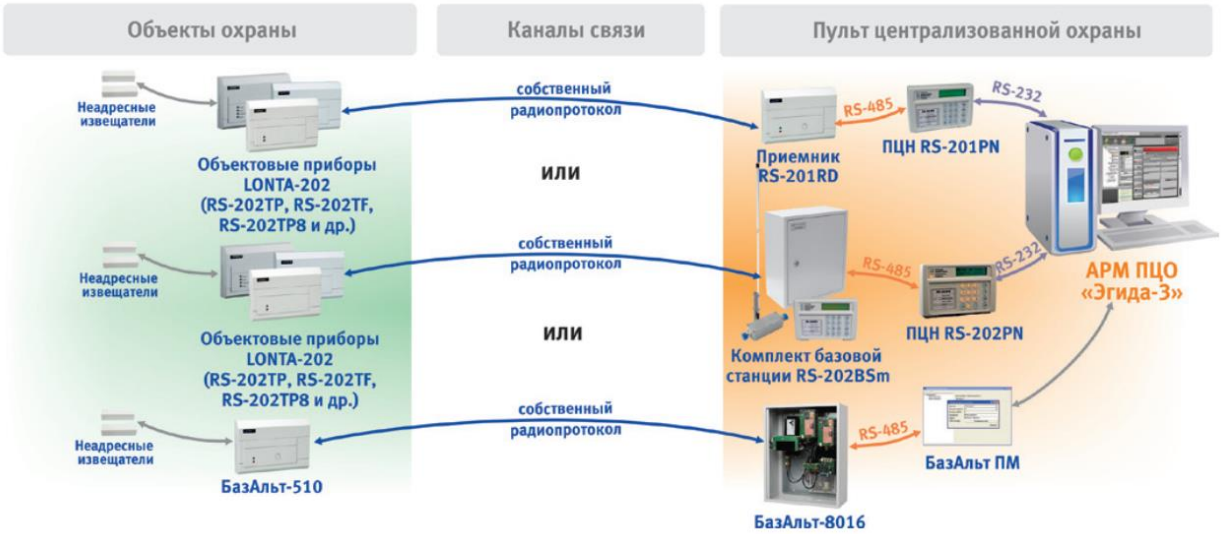 Объекты охраны
Каналы связи
Пульт централизованной охраны
Неадресные
извещатели
Объектовые приборы
LONTA-202
(RS-202TP, RS-202TF,
RS-202TP8 и др.)
собственный
радиопротокол
или
Приемник
RS-201RD
RS-485
ПЦН RS-201PN
RS-232
Неадресные
извещатели
Объектовые приборы
LONTA-202
(RS-202TP, RS-202TF,
RS-202TP8 и др.)
собственный
радиопротокол
или
Комплект базовой
станции RS-202BSm
RS-485
ПЦН RS-202PN
RS-232
АРМ ПЦО
«Эгида-3»
Неадресные
извещатели
БазАльт-510
собственный
радиопротокол
БазАльт-8016
RS-485
БазАльт ПМ